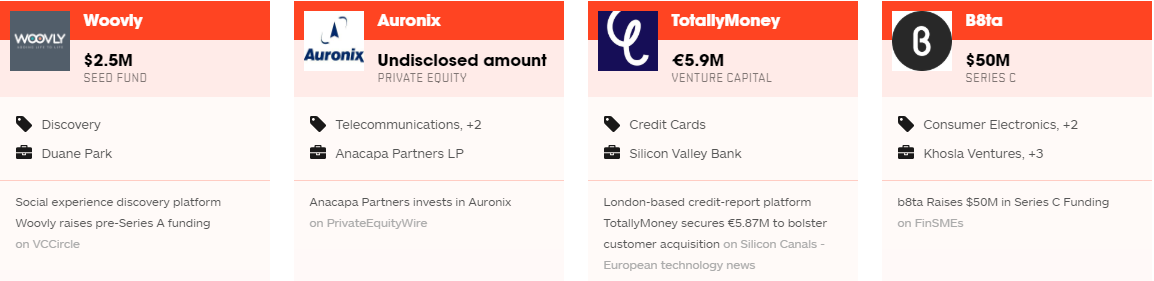 Woovly
WOOVLY
$2.5M
SEED FUND
Discovery
Duane Park
Social experience discovery platform
Woovly raises pre-Series A funding
on VCCircle
Auronix
Auronix
Undisclosed amount
PRIVATE EQUITY
Telecommunications, +2
Anacapa Partners LP
Anacapa Partners invests in Auronix
on PrivateEquityWire
TotallyMoney
€5.9M
VENTURE CAPITAL
Credit Cards
Silicon Valley Bank
London-based credit-report platform
TotallyMoney secures €5.87M to bolster
customer acquisition on Silicon Canals -
European technology news
B8ta
β
$50M
SERIES C
Consumer Electronics, +2
Khosla Ventures, +3
b8ta Raises $50M in Series C Funding
on FinSMEs